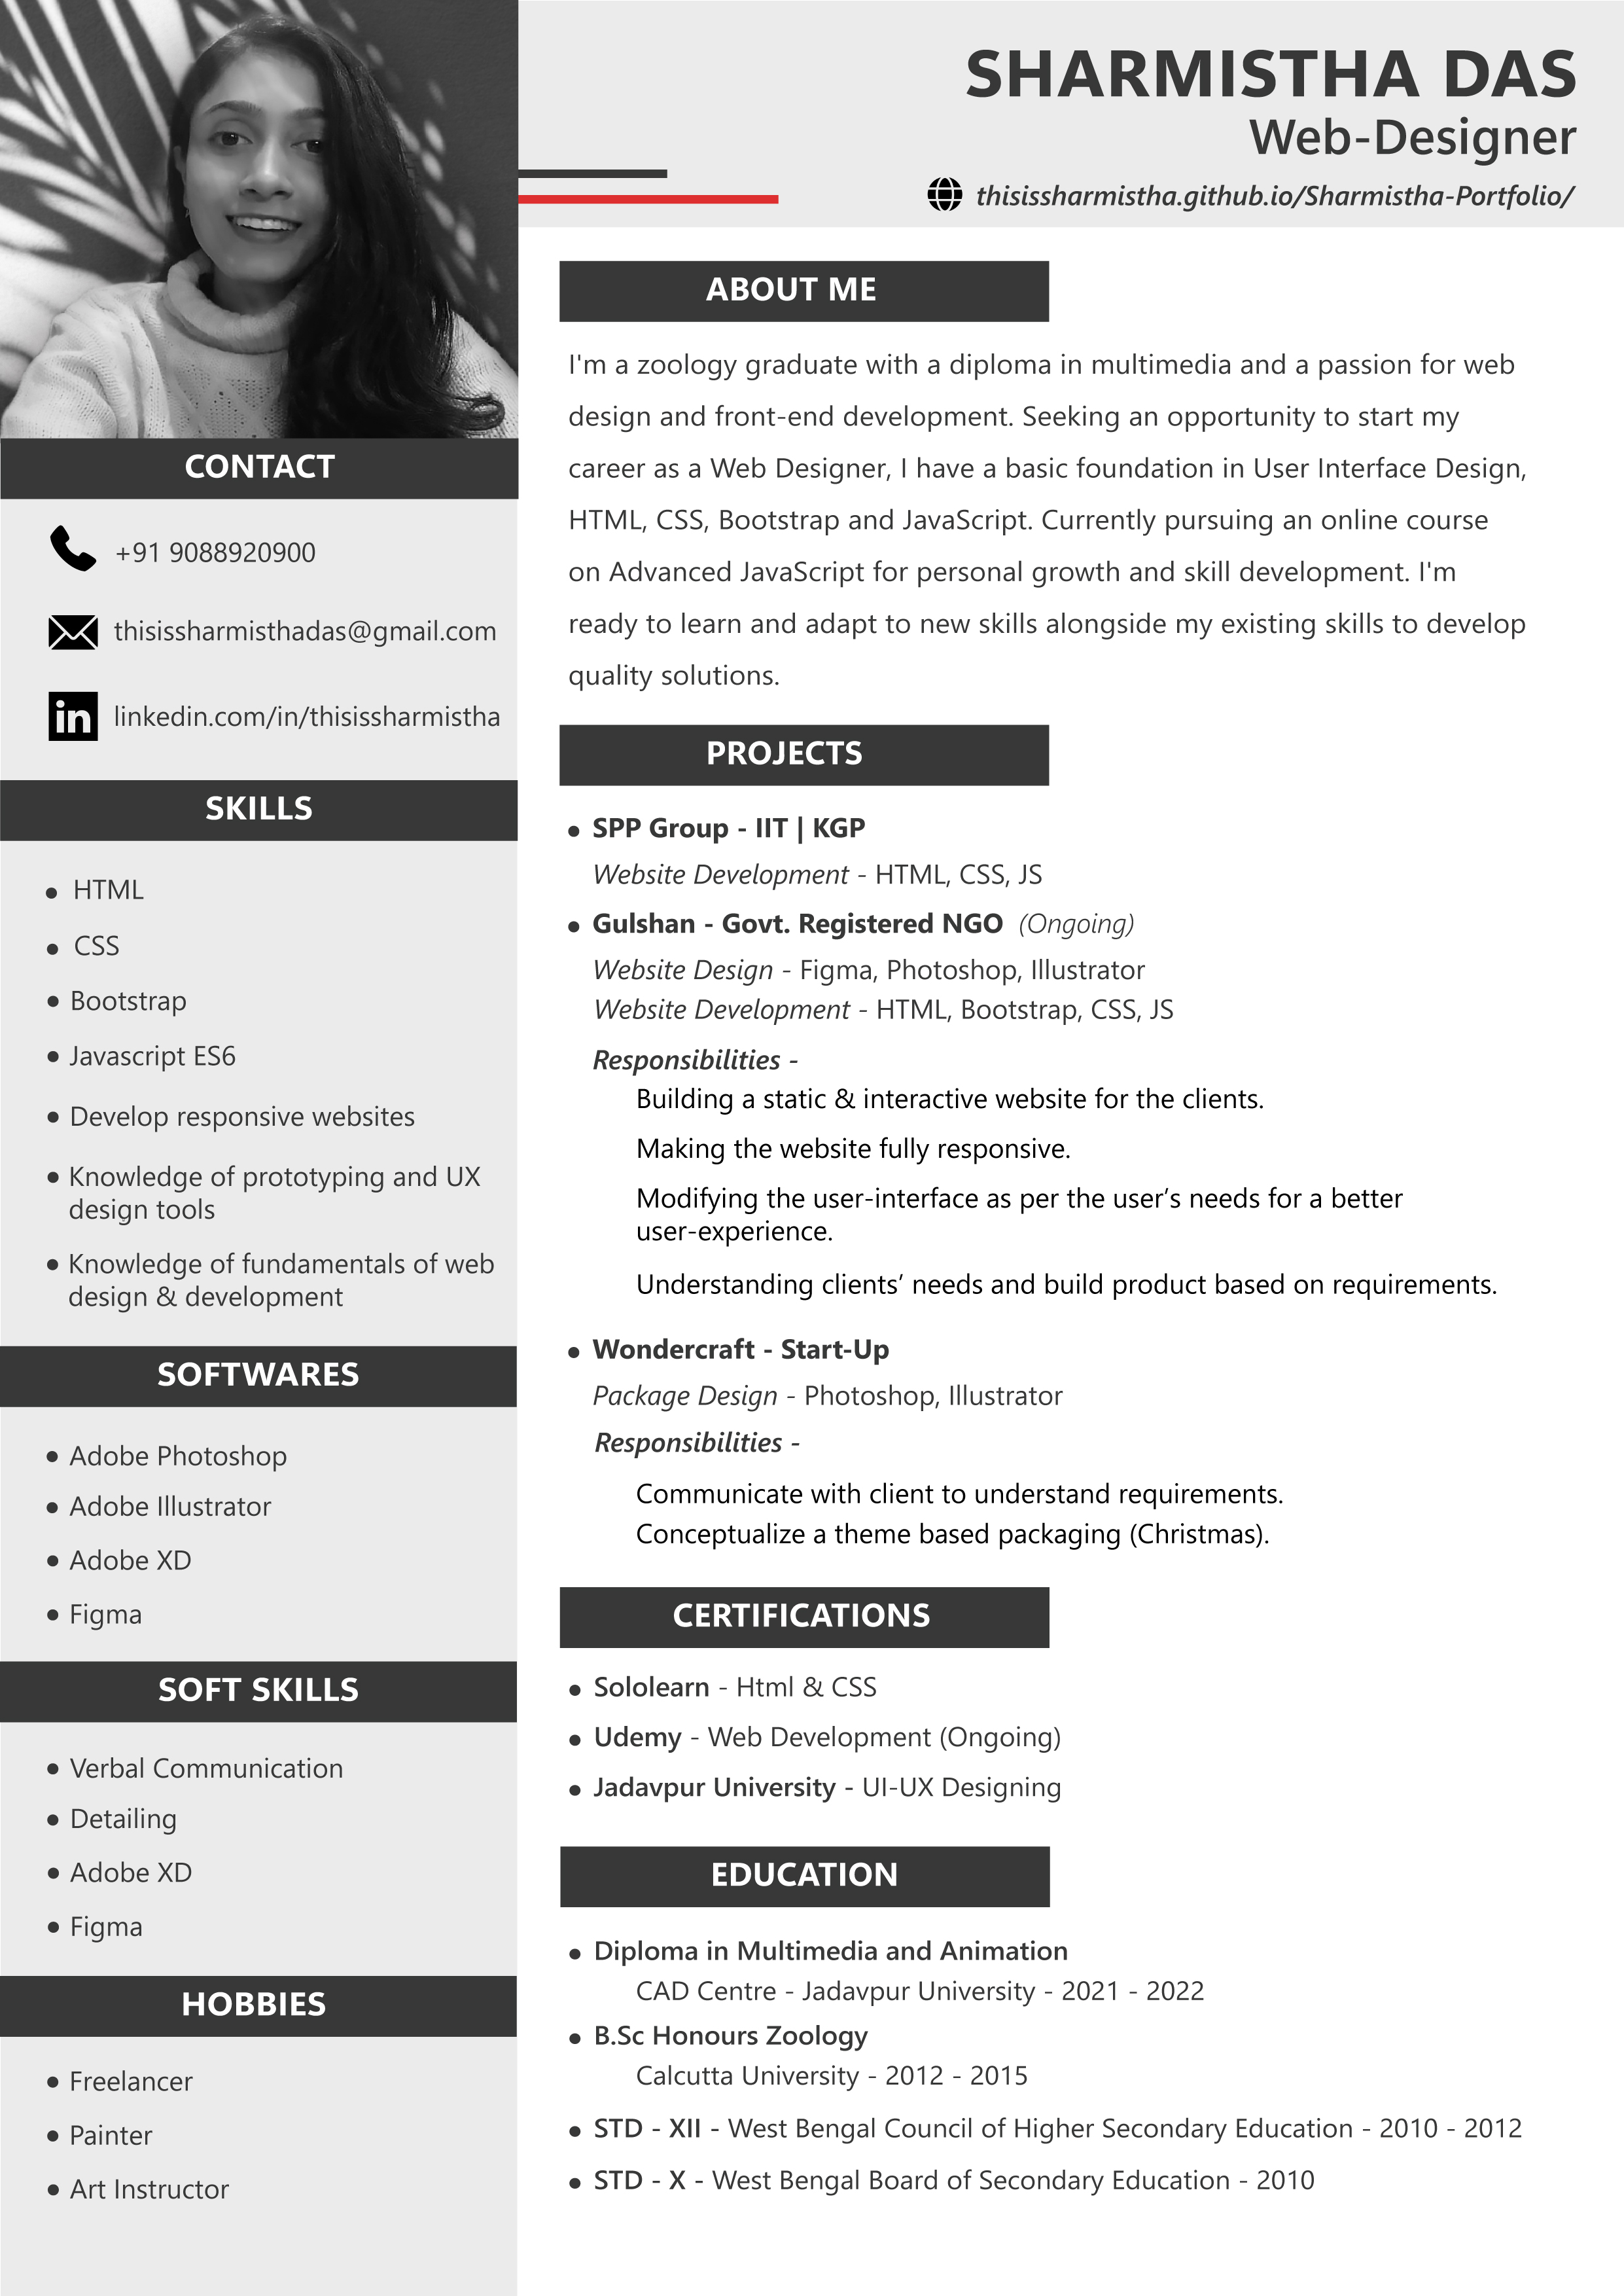 SHARMISTHA DAS
Web-Designer
thisissharmistha.github.io/Sharmistha-Portfolio/
CONTACT
+91 9088920900
thisissharmisthadas@gmail.com
in
linkedin.com/in/thisissharmistha
SKILLS
• HTML
• CSS
• Bootstrap
• Javascript ES6
• Develop responsive websites
• Knowledge of prototyping and UX
design tools
• Knowledge of fundamentals of web
design & development
SOFTWARES
• Adobe Photoshop
• Adobe Illustrator
• Adobe XD
• Figma
SOFT SKILLS
• Verbal Communication
• Detailing
• Adobe XD
• Figma
HOBBIES
• Freelancer
• Painter
• Art Instructor
ABOUT ME
I'm a zoology graduate with a diploma in multimedia and a passion for web
design and front-end development. Seeking an opportunity to start my
career as a Web Designer, I have a basic foundation in User Interface Design,
HTML, CSS, Bootstrap and JavaScript. Currently pursuing an online course
on Advanced JavaScript for personal growth and skill development. I'm
ready to learn and adapt to new skills alongside my existing skills to develop
quality solutions.
PROJECTS
• SPP Group - IIT | KGP
Website Development - HTML, CSS, JS
• Gulshan - Govt. Registered NGO (Ongoing)
Website Design - Figma, Photoshop, Illustrator
Website Development - HTML, Bootstrap, CSS, JS
Responsibilities -
Building a static & interactive website for the clients.
Making the website fully responsive.
Modifying the user-interface as per the user’s needs for a better
user-experience.
Understanding clients’ needs and build product based on requirements.
• Wondercraft - Start-Up
Package Design - Photoshop, Illustrator
Responsibilities -
Communicate with client to understand requirements.
Conceptualize a theme based packaging (Christmas).
CERTIFICATIONS
• Sololearn - Html & CSS
• Udemy - Web Development (Ongoing)
• Jadavpur University - UI-UX Designing
EDUCATION
• Diploma in Multimedia and Animation
CAD Centre - Jadavpur University - 2021 - 2022
• B.Sc Honours Zoology
Calcutta University - 2012 - 2015
• STD - XII - West Bengal Council of Higher Secondary Education - 2010 - 2012
• STD - X - West Bengal Board of Secondary Education - 2010